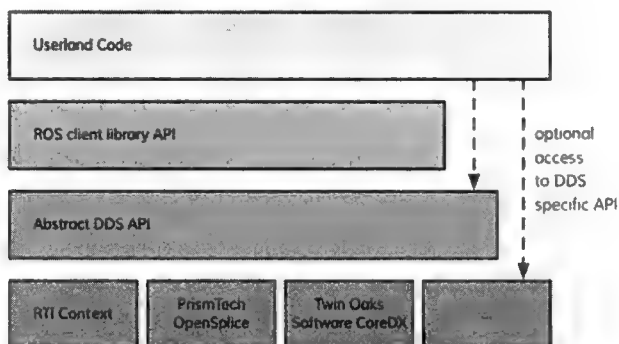 Userland Code
ROS client library API
optional
access
to DDS
specific API
Abstract DDS API
RTI Context
PrismTech
OpenSplice
Twin Oaks
Software CoreDX
...